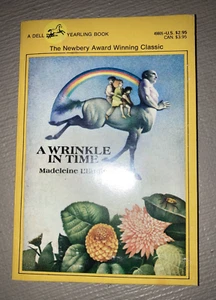 A DELL
YEARLING BOOK
U.S. $2.95
CAN. $3.95
The Newbery Award Winning Classic
A WRINKLE
IN TIME
Madeleine